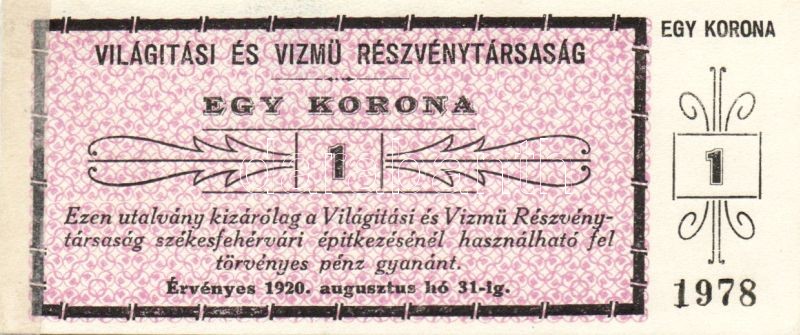 VILÁGITÁSI ÉS VIZMÜ RÉSZVÉNYTÁRSASÁG
EGY KORONA
1
Ezen utalvány kizárólag a Világitási és Vizmü Részvény-
társaság székesfehérvári épitkezésénél használható fel
törvényes pénz gyanánt.
Érvényes 1920. augusztus hó 31-ig.
EGY KORONA
1
1978